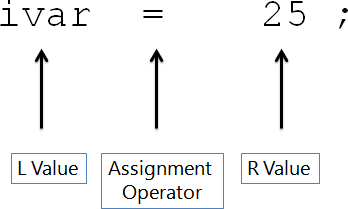 ivar = 25 ;
L Value
Assignment
Operator
R Value